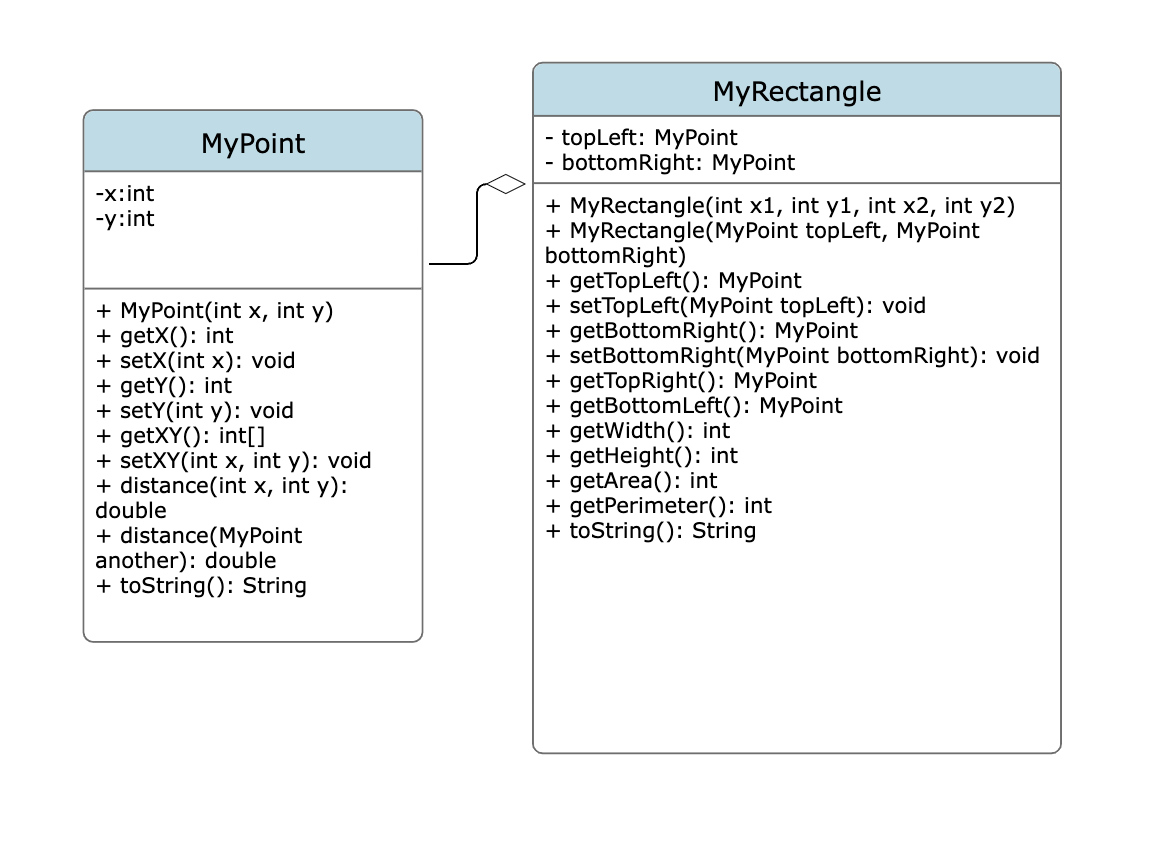 MyPoint
-x:int
-y:int
+ MyPoint(int x, int y)
+ getX(): int
+ setX(int x): void
+ getY(): int
+ setY(int y): void
+ getXY(): int[]
+ setXY(int x, int y): void
+ distance(int x, int y):
double
+ distance(MyPoint
another): double
+ toString(): String
MyRectangle
- topLeft: MyPoint
- bottomRight: MyPoint
+ MyRectangle(int x1, int y1, int x2, int y2)
+ MyRectangle(MyPoint topLeft, MyPoint
bottomRight)
+ getTopLeft(): MyPoint
+ setTopLeft(MyPoint topLeft): void
+ getBottomRight(): MyPoint
+ setBottomRight(MyPoint bottomRight): void
+ getTopRight(): MyPoint
+ getBottomLeft(): MyPoint
+ getWidth(): int
+ getHeight(): int
+ getArea(): int
+ getPerimeter(): int
+ toString(): String